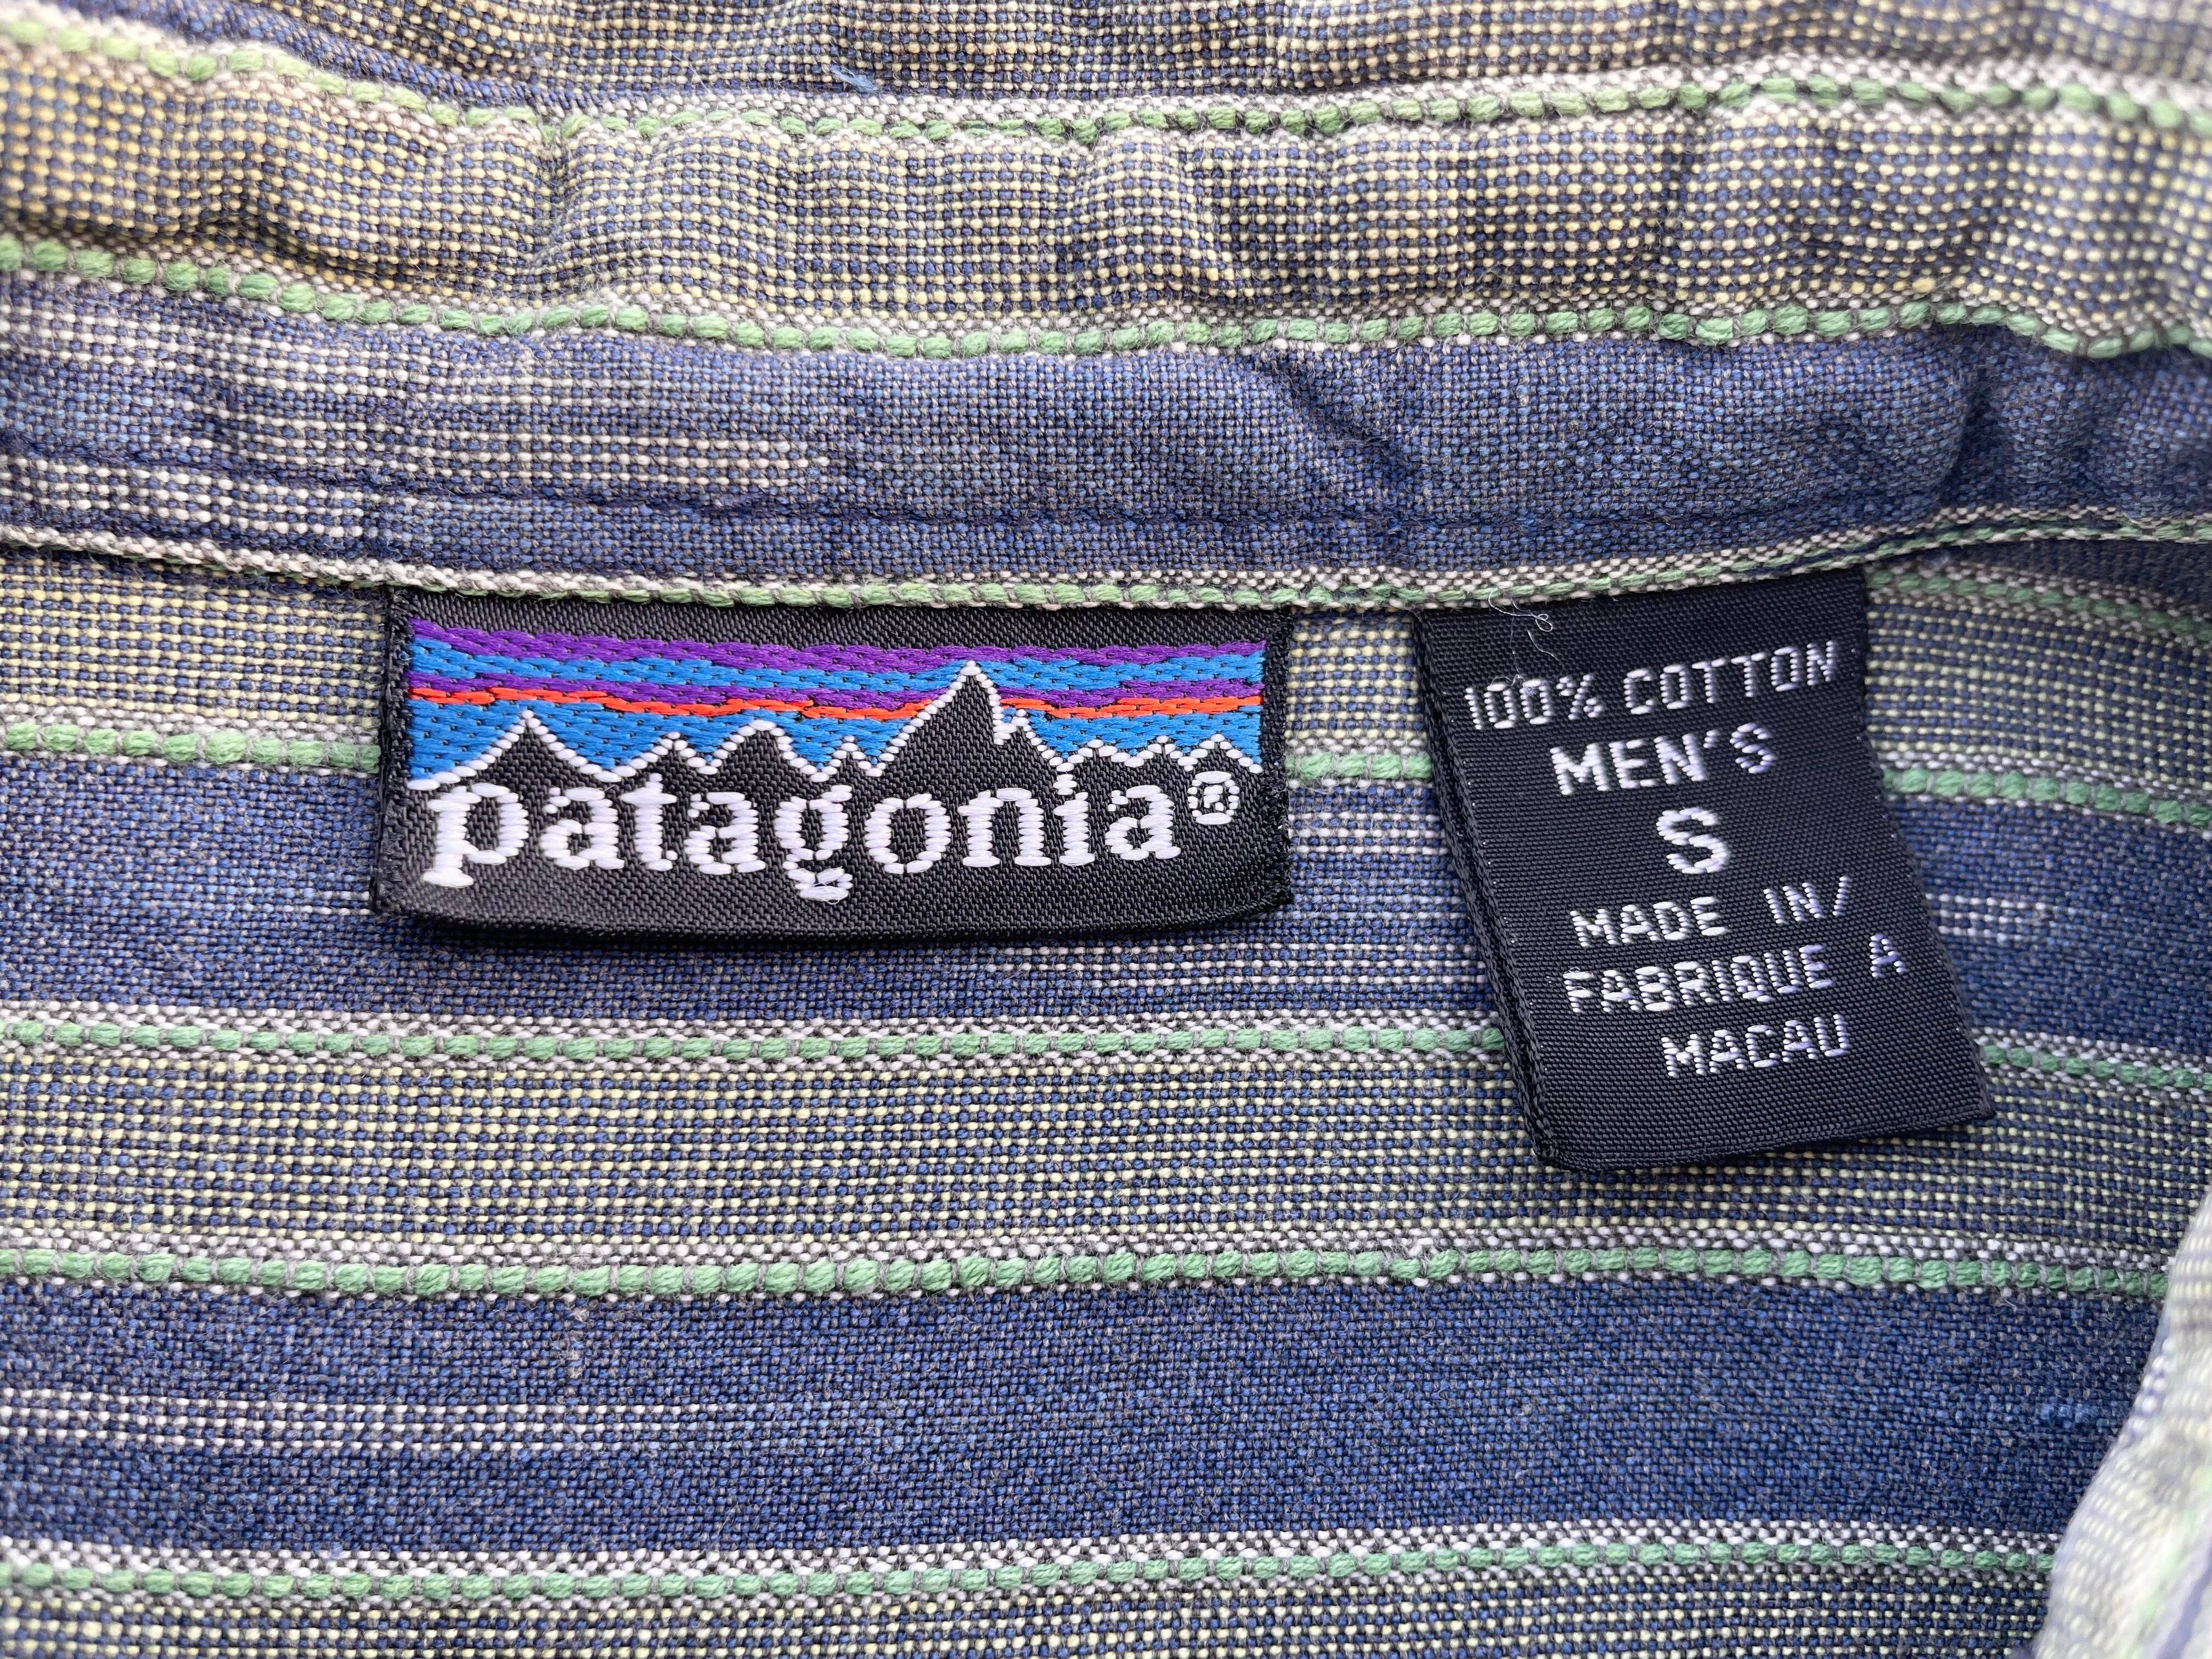 patagonia®
100% COTTON
MEN'S
S
MADE IN/
FABRIQUE A
MACAU